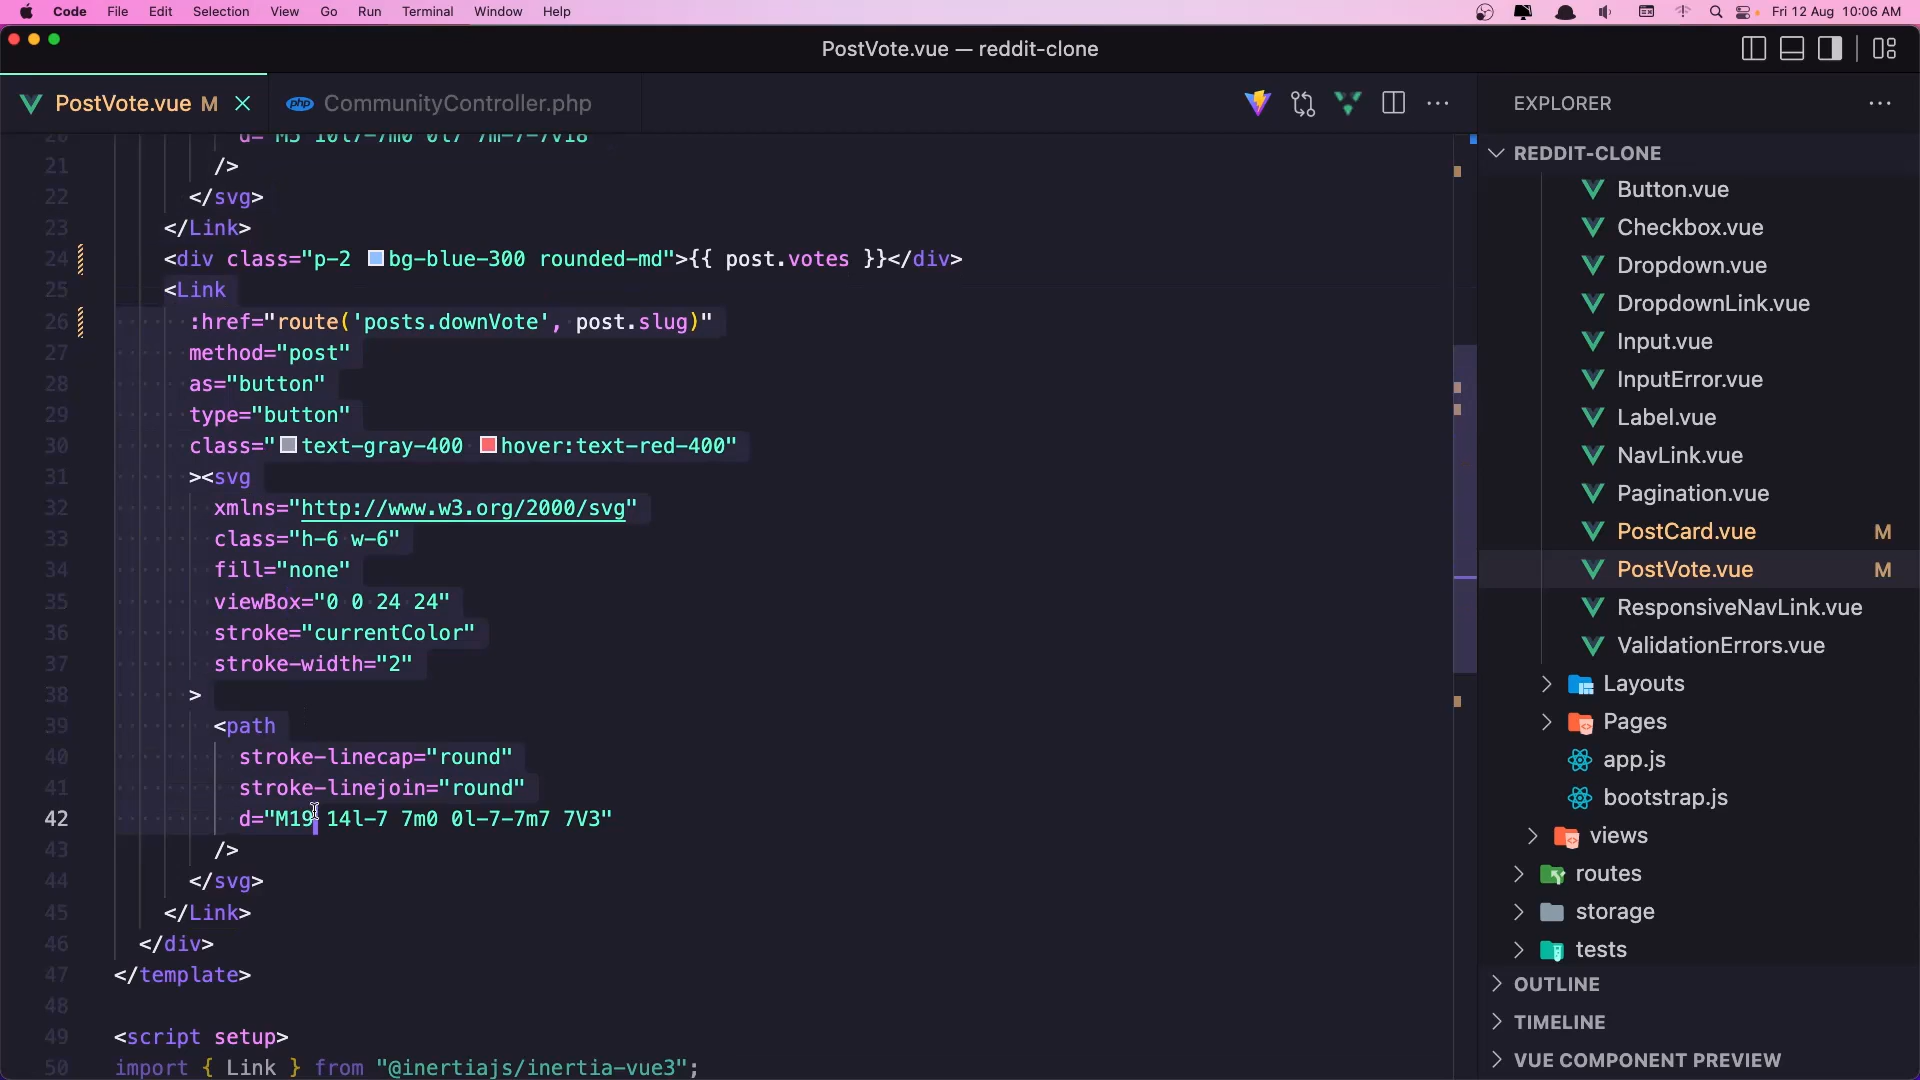 Code File Edit Selection View Go Run Terminal Window Help Fri 12 Aug 10:06 AM
PostVote.vue — reddit-clone
PostVote.vue M CommunityController.php
EXPLORER
REDDIT-CLONE
20 d="M5 10l7-7m0 0l7 7m-7-7v18"
21 />
22 </svg>
23 </Link>
24 <div class="p-2 bg-blue-300 rounded-md">{{ post.votes }}</div>
25 <Link
26 :href="route('posts.downVote', post.slug)"
27 method="post"
28 as="button"
29 type="button"
30 class="text-gray-400 hover:text-red-400"
31 ><svg
32 xmlns="http://www.w3.org/2000/svg"
33 class="h-6 w-6"
34 fill="none"
35 viewBox="0 0 24 24"
36 stroke="currentColor"
37 stroke-width="2"
38 >
39 <path
40 stroke-linecap="round"
41 stroke-linejoin="round"
42 d="M19 14l-7 7m0 0l-7-7m7 7V3"
43 />
44 </svg>
45 </Link>
46 </div>
47 </template>
48
49 <script setup>
50 import { Link } from "@inertiajs/inertia-vue3";
Button.vue
Checkbox.vue
Dropdown.vue
DropdownLink.vue
Input.vue
InputError.vue
Label.vue
NavLink.vue
Pagination.vue
PostCard.vue M
PostVote.vue M
ResponsiveNavLink.vue
ValidationErrors.vue
Layouts
Pages
app.js
bootstrap.js
views
routes
storage
tests
OUTLINE
TIMELINE
VUE COMPONENT PREVIEW